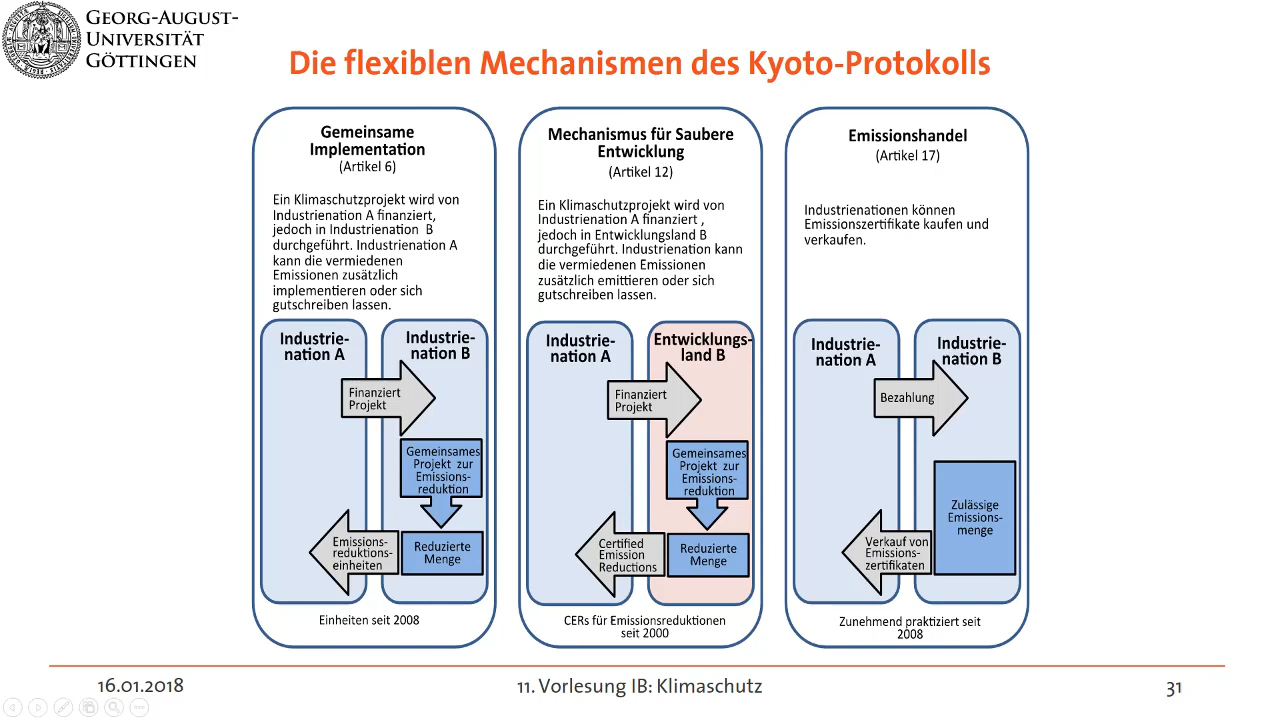 GEORG-AUGUST-
UNIVERSITÄT
GÖTTINGEN
Die flexiblen Mechanismen des Kyoto-Protokolls
Gemeinsame
Implementation
(Artikel 6)
Ein Klimaschutzprojekt wird von
Industrienation A finanziert,
jedoch in Industrienation B
durchgeführt. Industrienation A
kann die vermiedenen
Emissionen zusätzlich
implementieren oder sich
gutschreiben lassen.
Industrie-
nation A
Industrie-
nation B
Finanziert
Projekt
Gemeinsames
Projekt zur
Emissions-
reduktion
Emissions-
reduktions-
einheiten
Reduzierte
Menge
Einheiten seit 2008
Mechanismus für Saubere
Entwicklung
(Artikel 12)
Ein Klimaschutzprojekt wird von
Industrienation A finanziert ,
jedoch in Entwicklungsland B
durchgeführt. Industrienation kann
die vermiedenen Emissionen
zusätzlich emittieren oder sich
gutschreiben lassen.
Industrie-
nation A
Entwicklungs-
land B
Finanziert
Projekt
Gemeinsames
Projekt zur
Emissions-
reduktion
Certified
Emission
Reductions
Reduzierte
Menge
CERs für Emissionsreduktionen
seit 2000
Emissionshandel
(Artikel 17)
Industrienationen können
Emissionszertifikate kaufen und
verkaufen.
Industrie-
nation A
Industrie-
nation B
Bezahlung
Zulässige
Emissions-
menge
Verkauf von
Emissions-
zertifikaten
Zunehmend praktiziert seit
2008
16.01.2018
11. Vorlesung IB: Klimaschutz
31